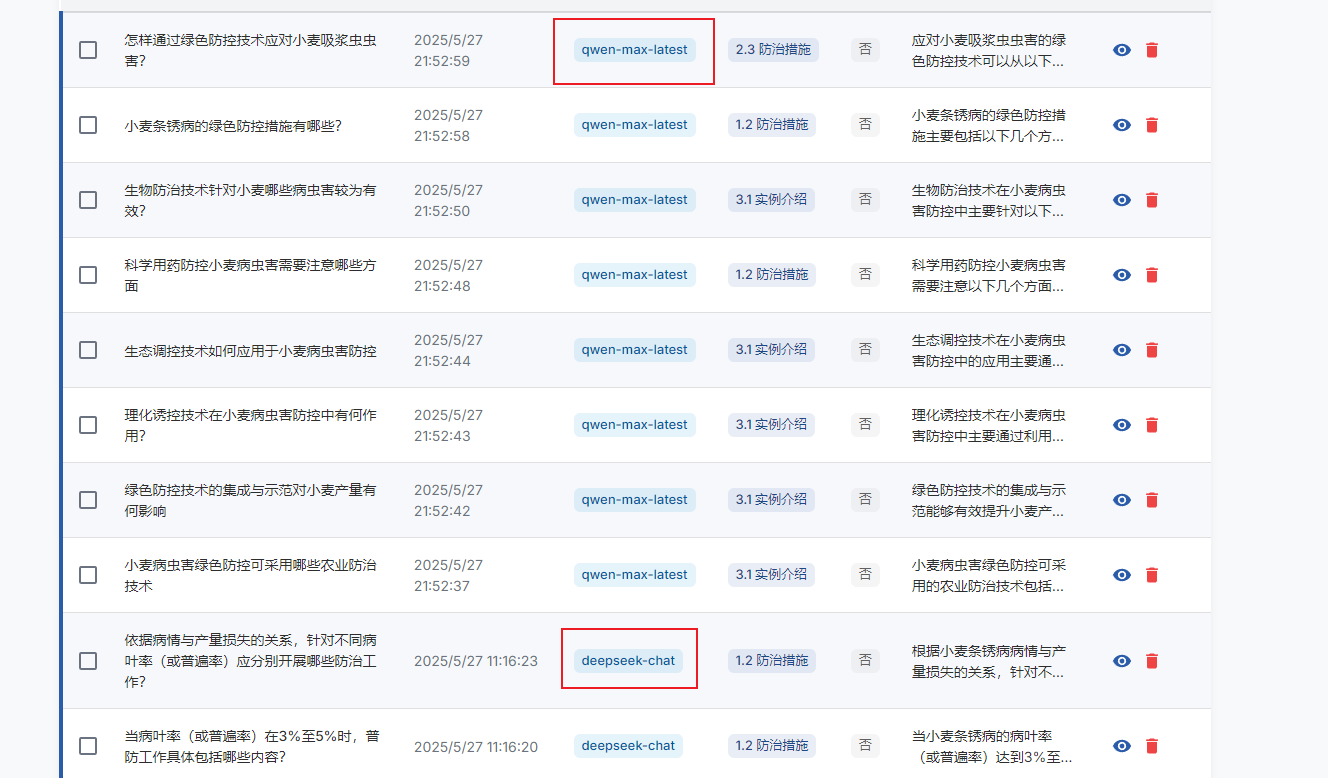 怎样通过绿色防控技术应对小麦吸浆虫虫
害?
2025/5/27
21:52:59
qwen-max-latest
2.3 防治措施
否
应对小麦吸浆虫虫害的绿
色防控技术可以从以下...
小麦条锈病的绿色防控措施有哪些?
2025/5/27
21:52:58
qwen-max-latest
1.2 防治措施
否
小麦条锈病的绿色防控措
施主要包括以下几个方...
生物防治技术针对小麦哪些病虫害较为有
效?
2025/5/27
21:52:50
qwen-max-latest
3.1 实例介绍
否
生物防治技术在小麦病虫
害防控中主要针对以下...
科学用药防控小麦病虫害需要注意哪些方
面
2025/5/27
21:52:48
qwen-max-latest
1.2 防治措施
否
科学用药防控小麦病虫害
需要注意以下几个方面...
生态调控技术如何应用于小麦病虫害防控
2025/5/27
21:52:44
qwen-max-latest
3.1 实例介绍
否
生态调控技术在小麦病虫
害防控中的应用主要通...
理化诱控技术在小麦病虫害防控中有何作
用?
2025/5/27
21:52:43
qwen-max-latest
3.1 实例介绍
否
理化诱控技术在小麦病虫
害防控中主要通过利用...
绿色防控技术的集成与示范对小麦产量有
何影响
2025/5/27
21:52:42
qwen-max-latest
3.1 实例介绍
否
绿色防控技术的集成与示
范能够有效提升小麦产...
小麦病虫害绿色防控可采用哪些农业防治
技术
2025/5/27
21:52:37
qwen-max-latest
3.1 实例介绍
否
小麦病虫害绿色防控可采
用的农业防治技术包括...
依据病情与产量损失的关系，针对不同病
叶率（或普遍率）应分别开展哪些防治工
作?
2025/5/27 11:16:23
deepseek-chat
1.2 防治措施
否
根据小麦条锈病病情与产
量损失的关系，针对不...
当病叶率（或普遍率）在3%至5%时，普
防工作具体包括哪些内容?
2025/5/27 11:16:20
deepseek-chat
1.2 防治措施
否
当小麦条锈病的病叶率
（或普遍率）达到3%至...